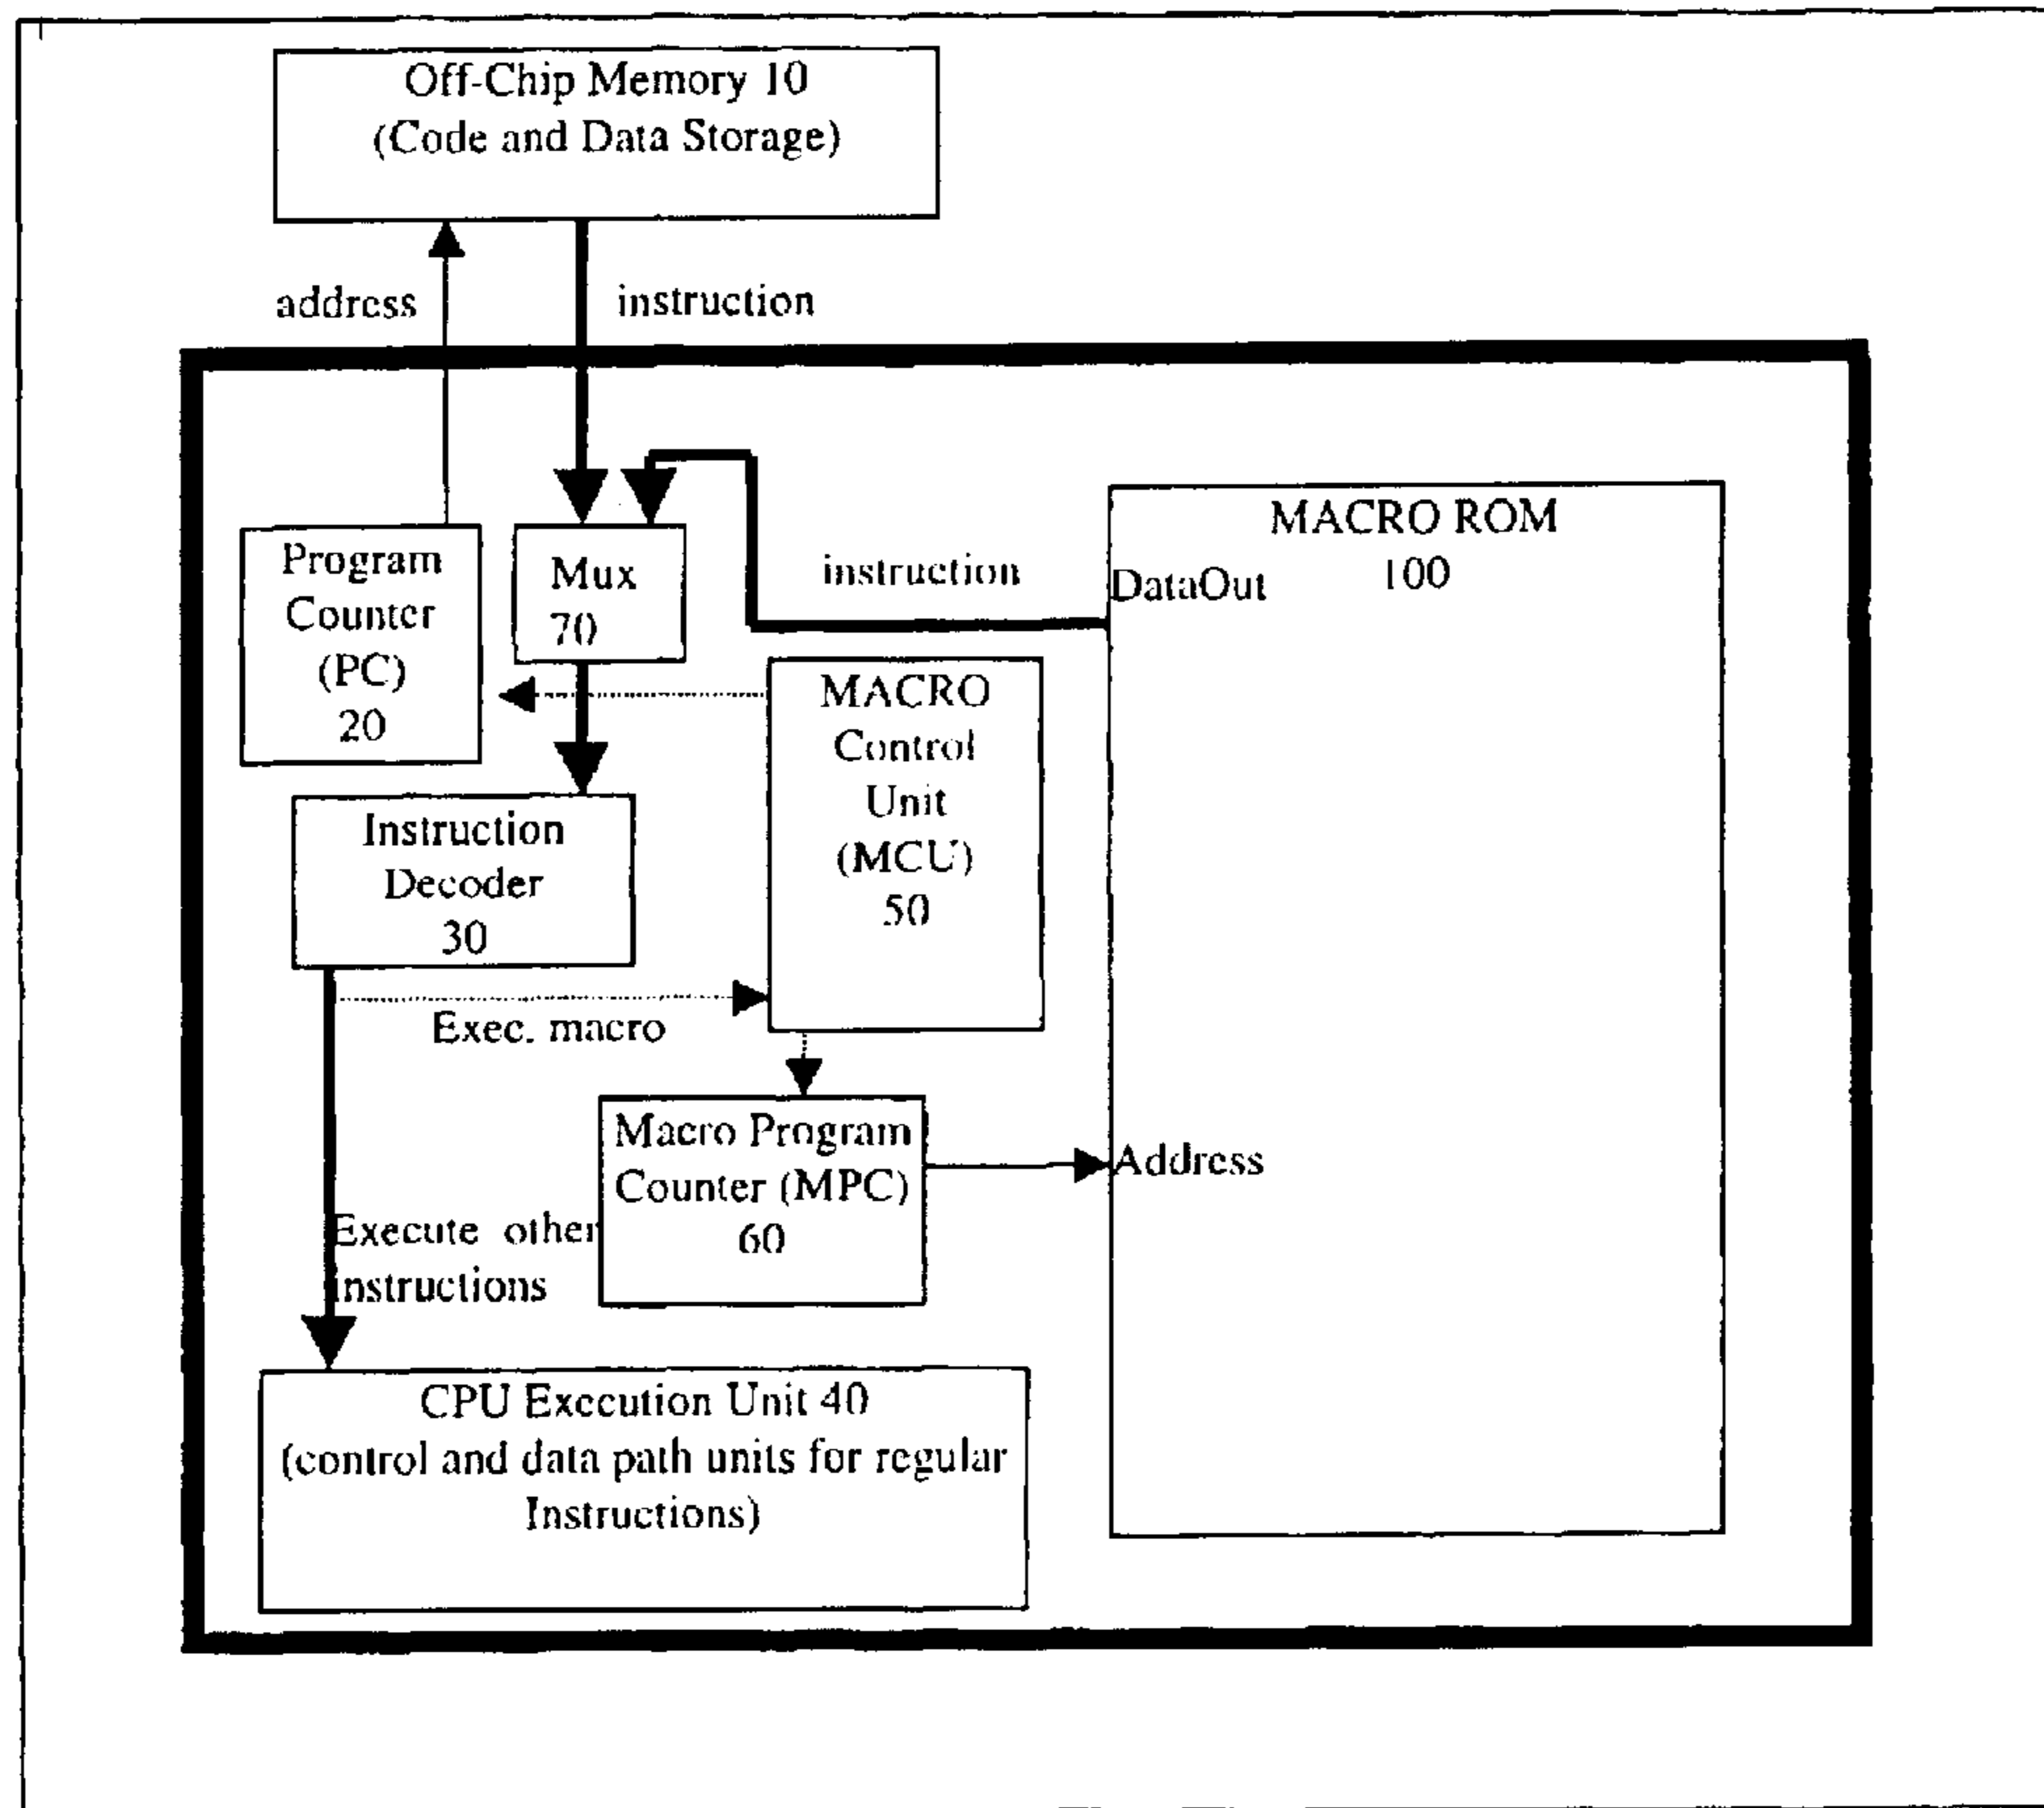 Off-Chip Memory 10
(Code and Data Storage)
address
instruction
Program
Counter
(PC)
20
Mux
70
instruction
DataOut
MACRO ROM
100
MACRO
Control
Unit
(MCU)
50
Instruction
Decoder
30
Exec. macro
Macro Program
Counter (MPC)
60
Address
Execute other
instructions
CPU Execution Unit 40
(control and data path units for regular
Instructions)